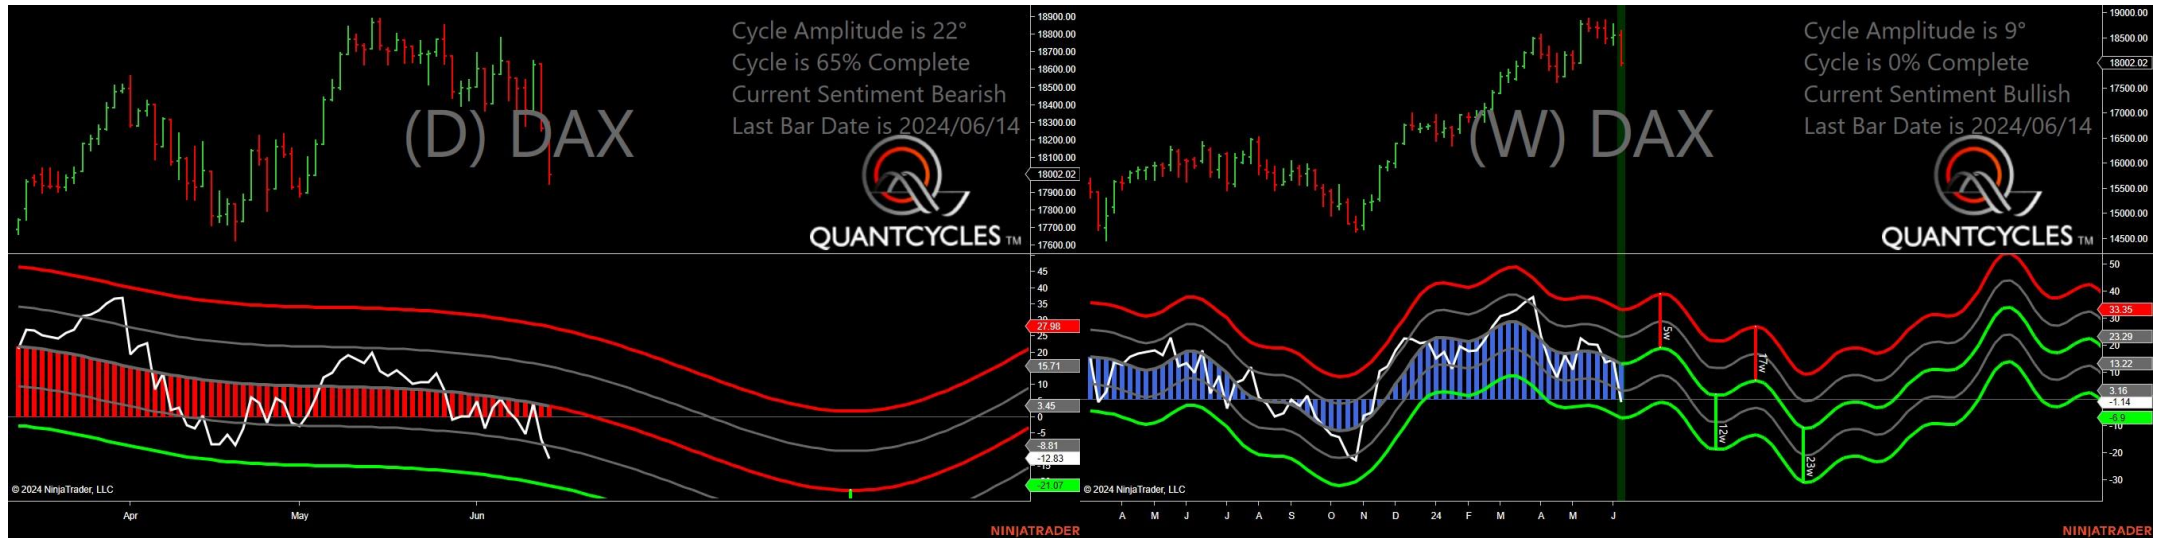 Cycle Amplitude is 22°
Cycle is 65% Complete
Current Sentiment Bearish
Last Bar Date is 2024/06/14
(D) DAX
QUANTCYCLES TM
18900.00
18800.00
18700.00
18600.00
18500.00
18400.00
18300.00
18200.00
18100.00
18002.02
17900.00
17800.00
17700.00
17600.00
45
40
35
27.98
25
20
15.71
10
3.45
0
-5
-8.81
-12.83
-21.07
© 2024 NinjaTrader, LLC
Apr
May
Jun
NINJATRADER
Cycle Amplitude is 9°
Cycle is 0% Complete
Current Sentiment Bullish
Last Bar Date is 2024/06/14
(W) DAX
QUANTCYCLES TM
19000.00
18500.00
18002.02
17500.00
17000.00
16500.00
16000.00
15500.00
15000.00
14500.00
50
40
33.35
30
23.29
20
13.22
10
3.16
-1.14
-6.9
-10
-20
-30
5w
17w
12w
23w
© 2024 NinjaTrader, LLC
A M J J A S O N D 24 F M A M J
NINJATRADER